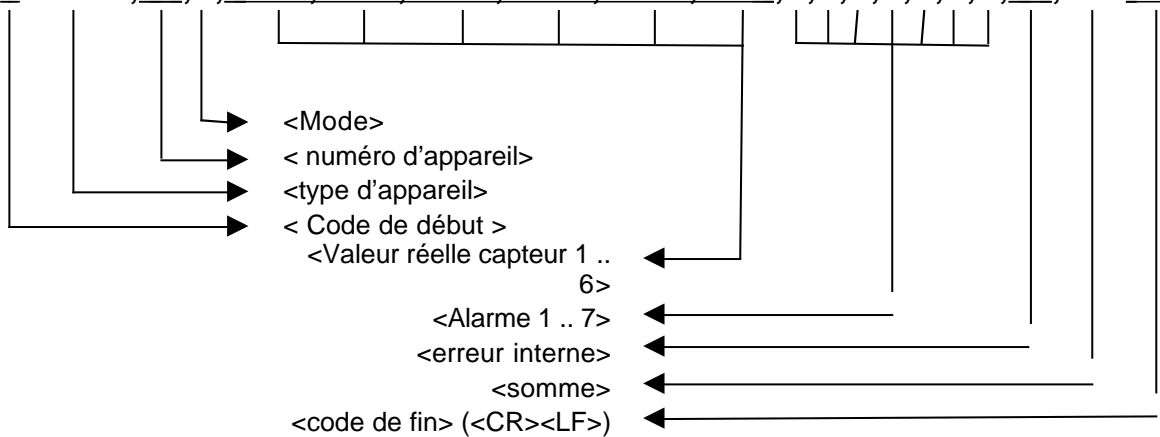 <Mode>
< numéro d'appareil>
<type d'appareil>
< Code de début >
<Valeur réelle capteur 1 ..
6>
<Alarme 1 .. 7>
<erreur interne>
<somme>
<code de fin> (<CR><LF>)